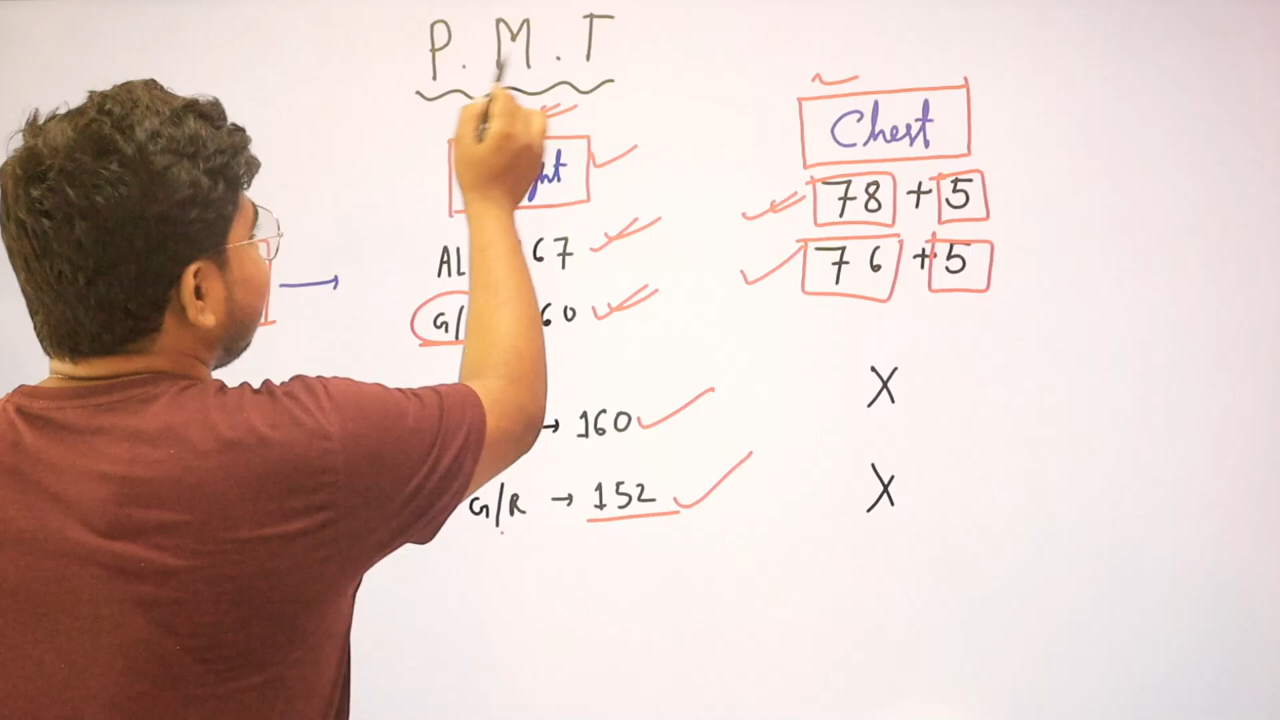 P. M. T
Chest
78 + 5
AL 67
76 + 5
G/ 60
X
→ 160
G/R → 152
X